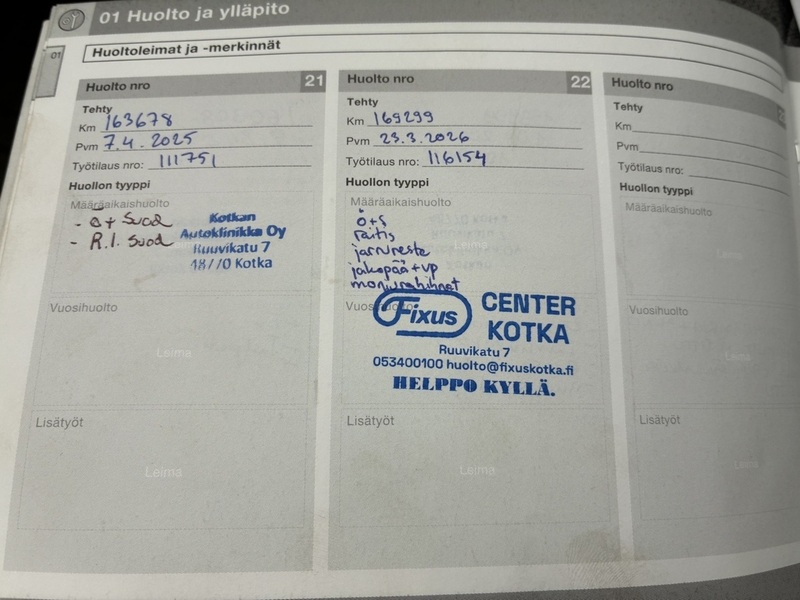 01 Huolto ja ylläpito
01
Huoltoleimat ja -merkinnät
Huolto nro 21
Tehty
Km 163678
Pvm 7.4.2025
Työtilaus nro: 111751
Huollon tyyppi
Määräaikaishuolto
- Ö+ Suod
- R.I. Suod
Kotkan
Autoklinikka Oy
Ruuvikatu 7
48770 Kotka
Vuosihuolto
Leima
Lisätyöt
Leima
Huolto nro 22
Tehty
Km 169299
Pvm 23.3.2026
Työtilaus nro: 116154
Huollon tyyppi
Määräaikaishuolto
Ö+S
raitis
jarrureste
jakopää+vp
moniurahihnat
Vuosihuolto
Fixus CENTER
KOTKA
Ruuvikatu 7
053400100 huolto@fixuskotka.fi
HELPPO KYLLÄ.
Lisätyöt
Leima
Huolto nro
Tehty
Km
Pvm
Työtilaus nro:
Huollon tyyppi
Määräaikaishuolto
Leima
Vuosihuolto
Leima
Lisätyöt
Leima